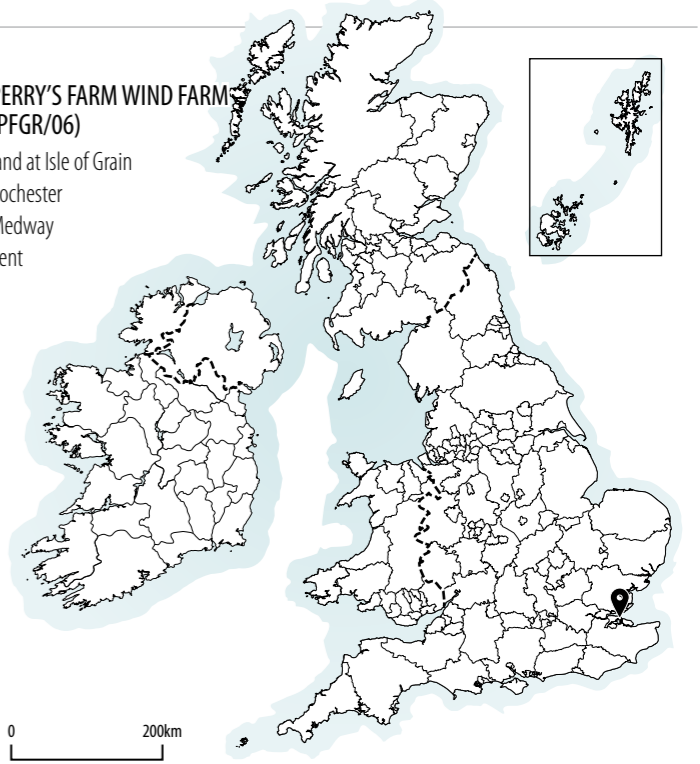 ERRY'S FARM WIND FARM
PFGR/06)
and at Isle of Grain
ochester
Medway
ent
0 200km